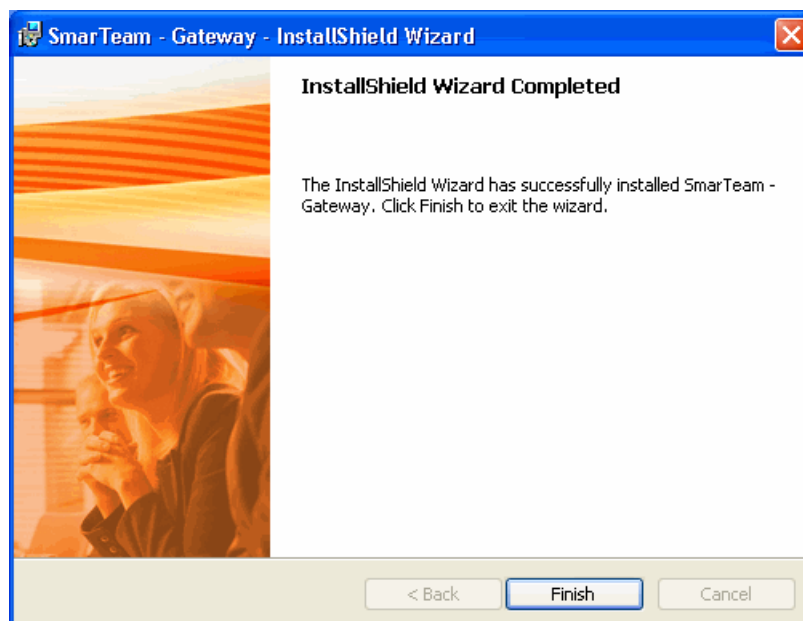 SmarTeam - Gateway - InstallShield Wizard
InstallShield Wizard Completed
The InstallShield Wizard has successfully installed SmarTeam -
Gateway. Click Finish to exit the wizard.
< Back
Finish
Cancel